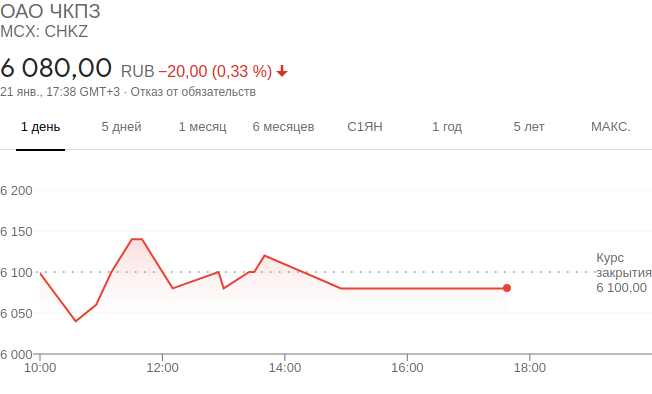 ОАО ЧКПЗ
MCX: CHKZ
6 080,00 RUB −20,00 (0,33 %)
21 янв., 17:38 GMT+3 · Отказ от обязательств
1 день 5 дней 1 месяц 6 месяцев С1ЯН 1 год 5 лет МАКС.
6 200
6 150
6 100
6 050
6 000
Курс
закрытия
6 100,00
10:00 12:00 14:00 16:00 18:00